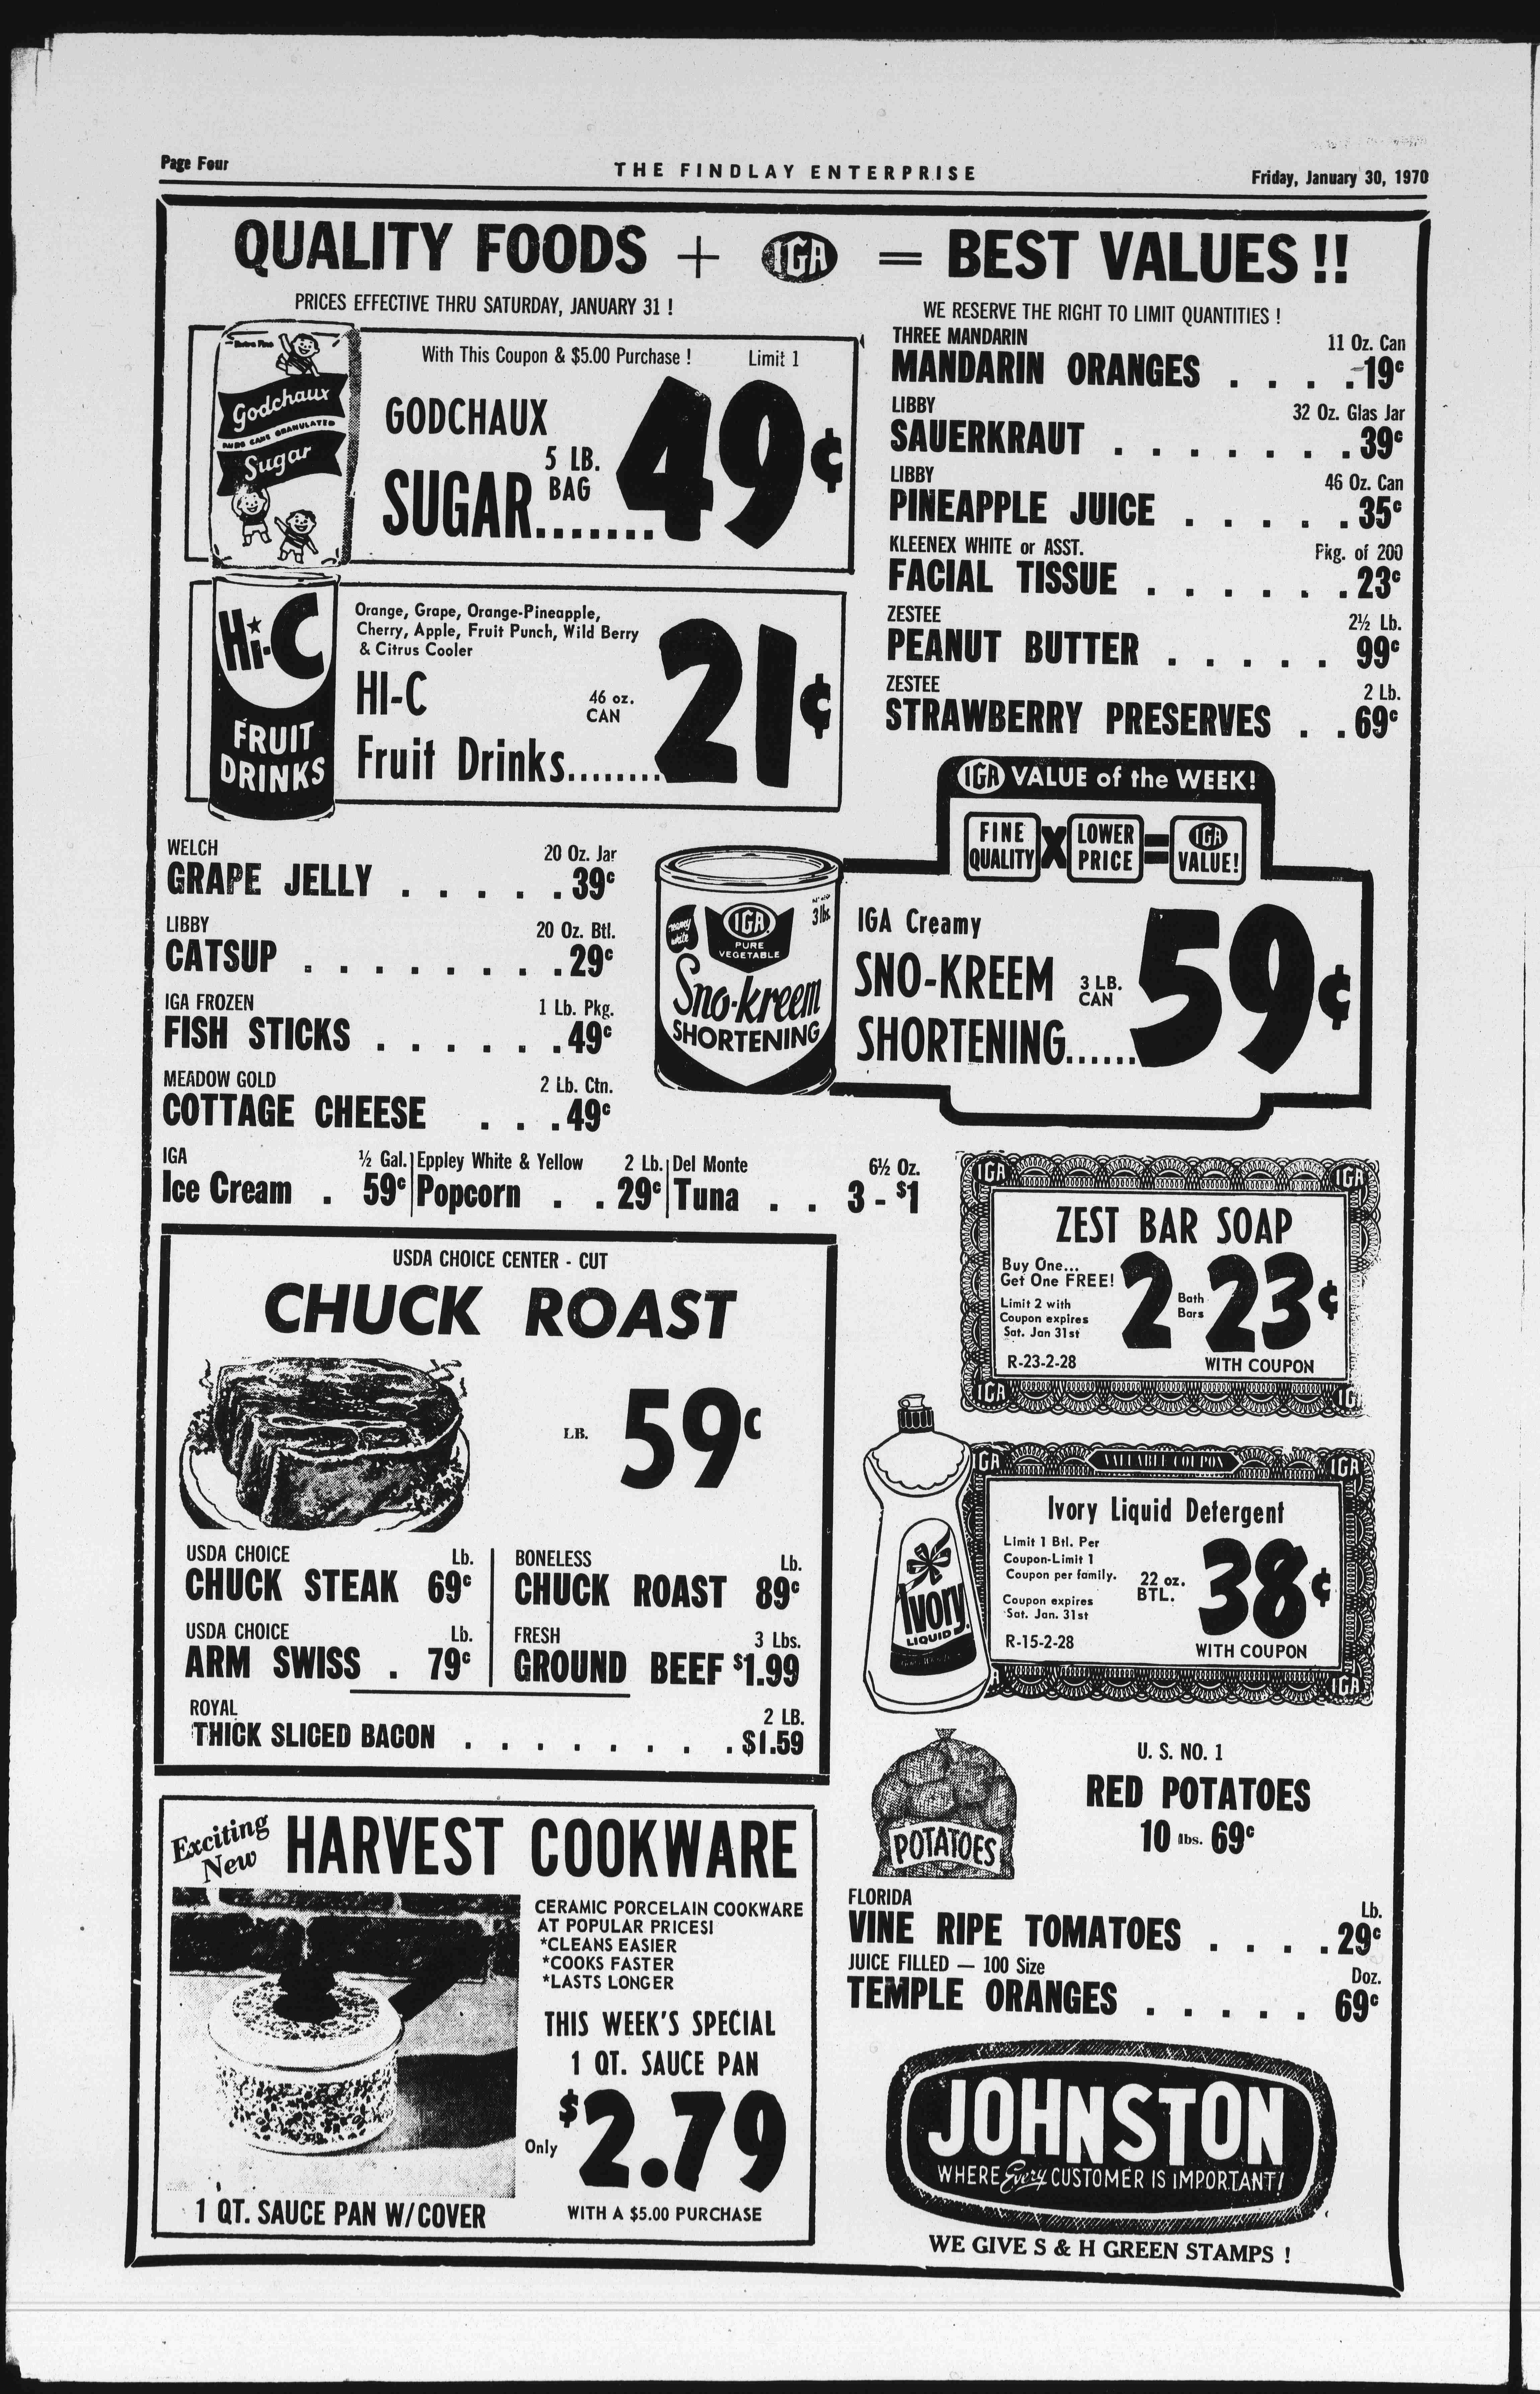 Page Four
THE FINDLAY ENTERPRISE
Friday, January 30, 1970
QUALITY FOODS + IGA = BEST VALUES !!
PRICES EFFECTIVE THRU SATURDAY, JANUARY 31 !
WE RESERVE THE RIGHT TO LIMIT QUANTITIES !
Godchaux
PURE CANE GRANULATED
Sugar
With This Coupon & $5.00 Purchase ! Limit 1
GODCHAUX
5 LB.
BAG
SUGAR....... 49¢
Hi-C
FRUIT
DRINKS
Orange, Grape, Orange-Pineapple,
Cherry, Apple, Fruit Punch, Wild Berry
& Citrus Cooler
HI-C
46 oz.
CAN
Fruit Drinks........ 21¢
THREE MANDARIN 11 Oz. Can
MANDARIN ORANGES . . . . 19¢
LIBBY 32 Oz. Glas Jar
SAUERKRAUT . . . . . . . 39¢
LIBBY 46 Oz. Can
PINEAPPLE JUICE . . . . . 35¢
KLEENEX WHITE or ASST. Pkg. of 200
FACIAL TISSUE . . . . . . 23¢
ZESTEE 2½ Lb.
PEANUT BUTTER . . . . . 99¢
ZESTEE 2 Lb.
STRAWBERRY PRESERVES . . 69¢
WELCH 20 Oz. Jar
GRAPE JELLY . . . . . 39¢
LIBBY 20 Oz. Btl.
CATSUP . . . . . . . . 29¢
IGA FROZEN 1 Lb. Pkg.
FISH STICKS . . . . . . 49¢
MEADOW GOLD 2 Lb. Ctn.
COTTAGE CHEESE . . . 49¢
IGA VALUE of the WEEK!
FINE QUALITY X LOWER PRICE = IGA VALUE!
3 lbs.
IGA
PURE
VEGETABLE
Sno-kreem
SHORTENING
IGA Creamy
SNO-KREEM 3 LB. CAN
SHORTENING...... 59¢
IGA ½ Gal.
Ice Cream . 59¢
Eppley White & Yellow 2 Lb.
Popcorn . . 29¢
Del Monte 6½ Oz.
Tuna . . 3 - $1
USDA CHOICE CENTER - CUT
CHUCK ROAST
LB. 59¢
USDA CHOICE Lb.
CHUCK STEAK 69¢
USDA CHOICE Lb.
ARM SWISS . 79¢
BONELESS Lb.
CHUCK ROAST 89¢
FRESH 3 Lbs.
GROUND BEEF $1.99
ROYAL 2 LB.
THICK SLICED BACON . . . . . . . . $1.59
IGA IGA
ZEST BAR SOAP
Buy One...
Get One FREE!
Limit 2 with
Coupon expires
Sat. Jan 31st
R-23-2-28
2 Bath Bars 23¢
WITH COUPON
IGA IG
IGA VALUABLE COUPON IGA
Ivory Liquid Detergent
Limit 1 Btl. Per
Coupon-Limit 1
Coupon per family.
Coupon expires
Sat. Jan. 31st
R-15-2-28
22 oz.
BTL.
38¢
WITH COUPON
IGA
Ivory
LIQUID
Exciting
New
HARVEST COOKWARE
CERAMIC PORCELAIN COOKWARE
AT POPULAR PRICES!
*CLEANS EASIER
*COOKS FASTER
*LASTS LONGER
THIS WEEK'S SPECIAL
1 QT. SAUCE PAN
Only $2.79
WITH A $5.00 PURCHASE
1 QT. SAUCE PAN W/COVER
POTATOES
U. S. NO. 1
RED POTATOES
10 lbs. 69¢
FLORIDA Lb.
VINE RIPE TOMATOES . . . . 29¢
JUICE FILLED — 100 Size Doz.
TEMPLE ORANGES . . . . . 69¢
JOHNSTON
WHERE Every CUSTOMER IS IMPORTANT!
WE GIVE S & H GREEN STAMPS !